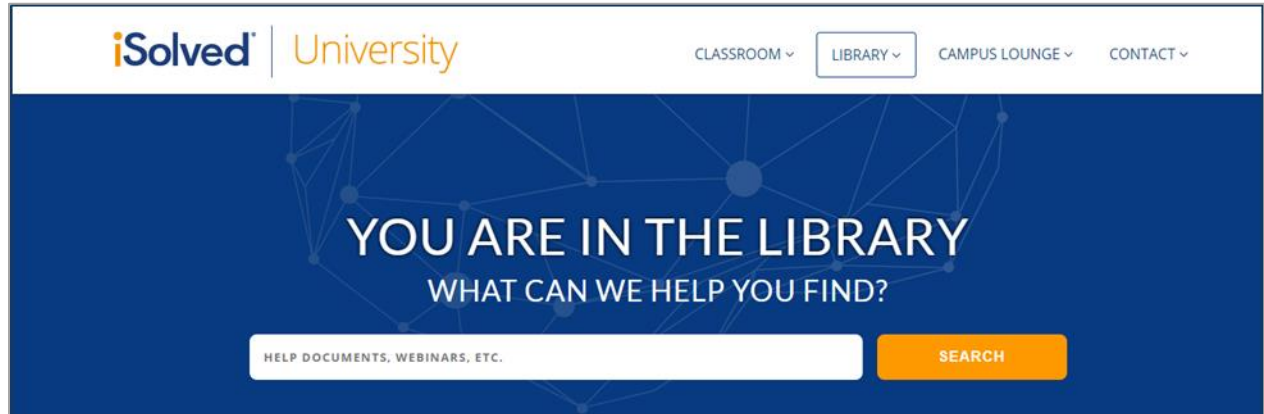 iSolved University
CLASSROOM LIBRARY CAMPUS LOUNGE CONTACT
YOU ARE IN THE LIBRARY
WHAT CAN WE HELP YOU FIND?
HELP DOCUMENTS, WEBINARS, ETC. SEARCH